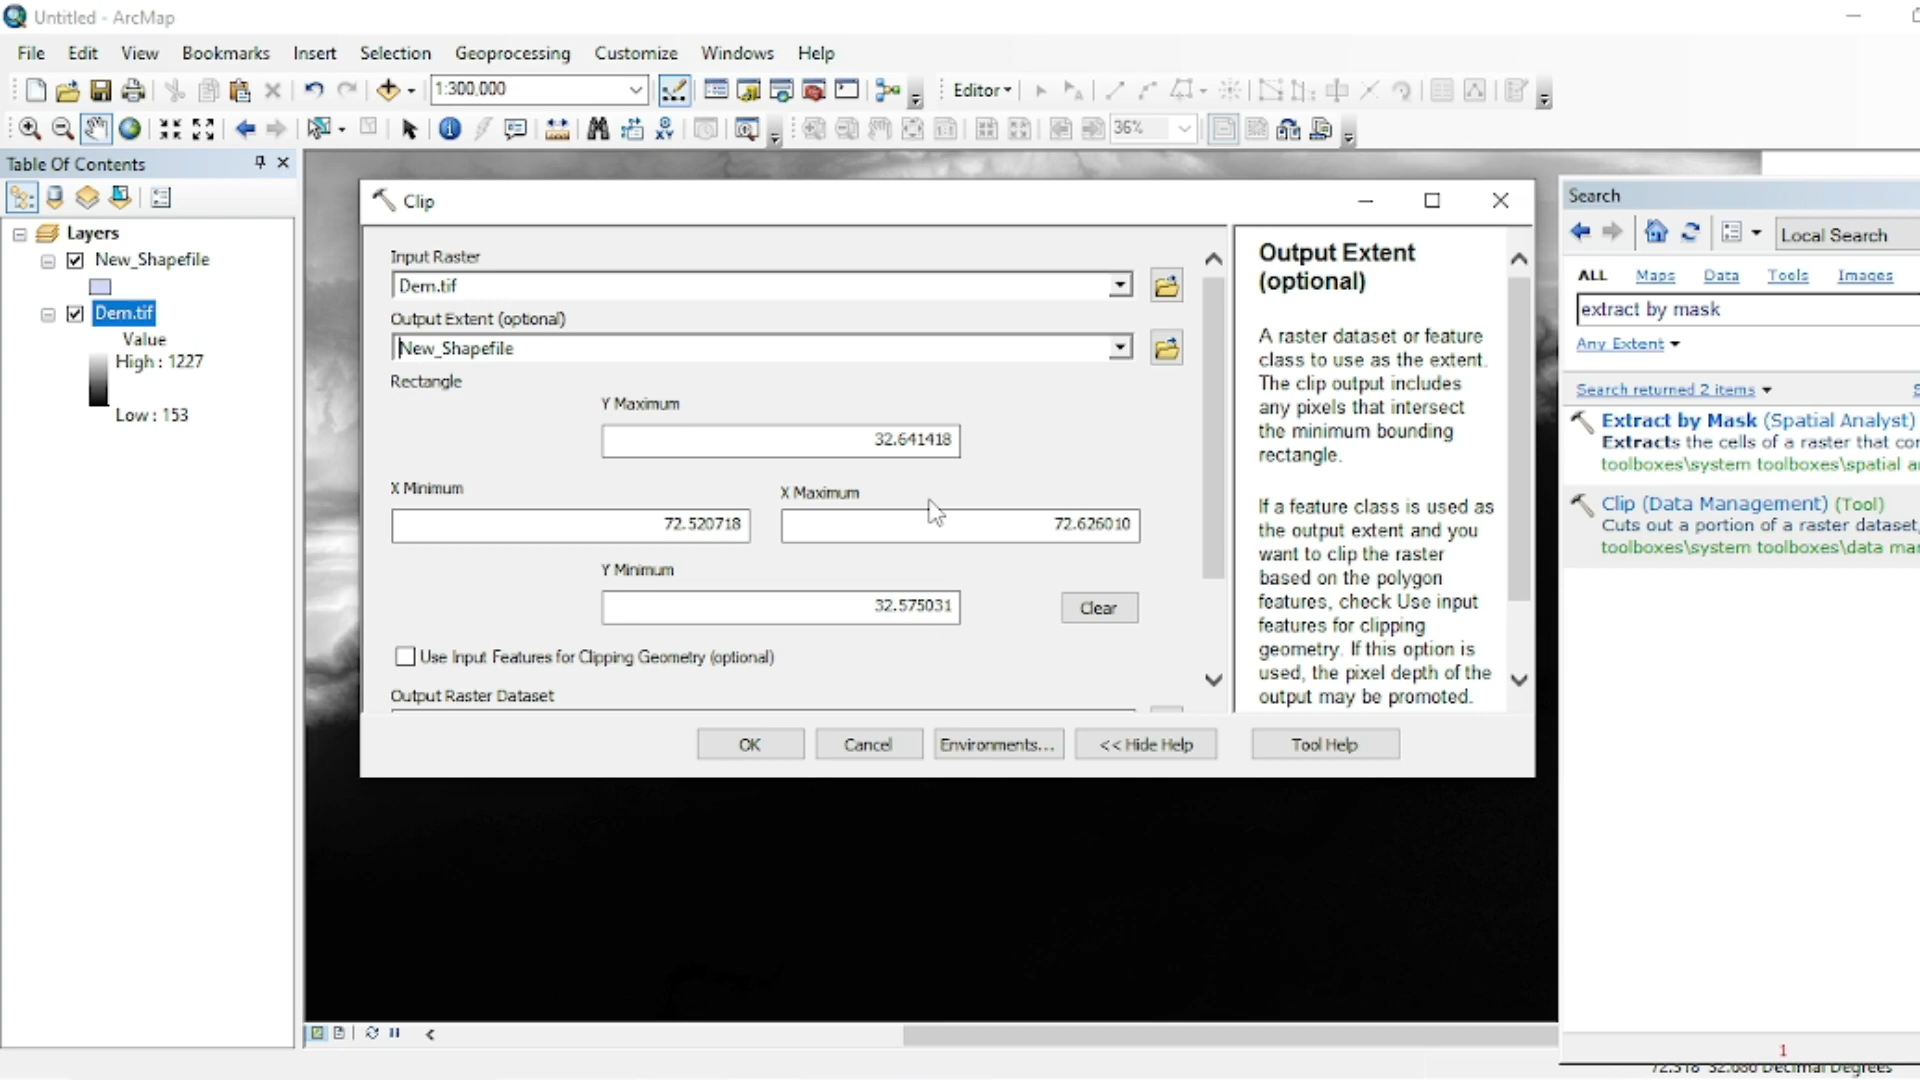 Untitled - ArcMap
File Edit View Bookmarks Insert Selection Geoprocessing Customize Windows Help
1:300,000
Editor
36%
Table Of Contents
Layers
New_Shapefile
Dem.tif
Value
High : 1227
Low : 153
Clip
Input Raster
Dem.tif
Output Extent (optional)
New_Shapefile
Rectangle
Y Maximum
32.641418
X Minimum
X Maximum
72.520718
72.626010
Y Minimum
32.575031
Clear
Use Input Features for Clipping Geometry (optional)
Output Raster Dataset
OK
Cancel
Environments...
<< Hide Help
Tool Help
Output Extent
(optional)
A raster dataset or feature
class to use as the extent.
The clip output includes
any pixels that intersect
the minimum bounding
rectangle.
If a feature class is used as
the output extent and you
want to clip the raster
based on the polygon
features, check Use input
features for clipping
geometry. If this option is
used, the pixel depth of the
output may be promoted.
Search
Local Search
ALL Maps Data Tools Images
extract by mask
Any Extent
Search returned 2 items
Extract by Mask (Spatial Analyst)
Extracts the cells of a raster that
toolboxes\system toolboxes\spatial
Clip (Data Management) (Tool)
Cuts out a portion of a raster dataset,
toolboxes\system toolboxes\data
1
Decimal Degrees